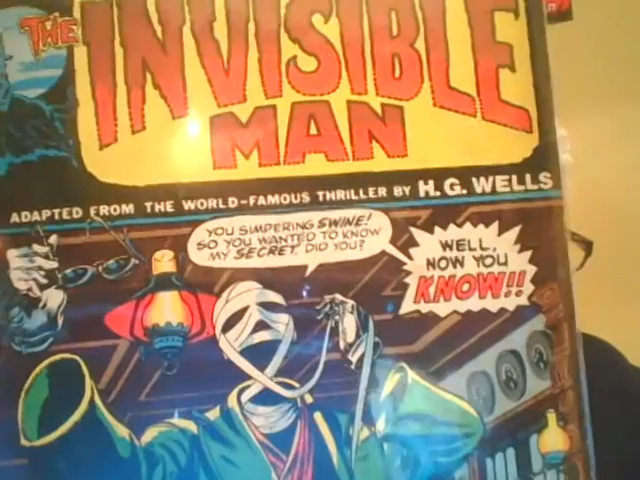 THE
INVISIBLE
MAN
ADAPTED FROM THE WORLD-FAMOUS THRILLER BY H.G. WELLS
YOU SIMPERING SWINE!
SO YOU WANTED TO KNOW
MY SECRET, DID YOU?
WELL,
NOW YOU
KNOW!!